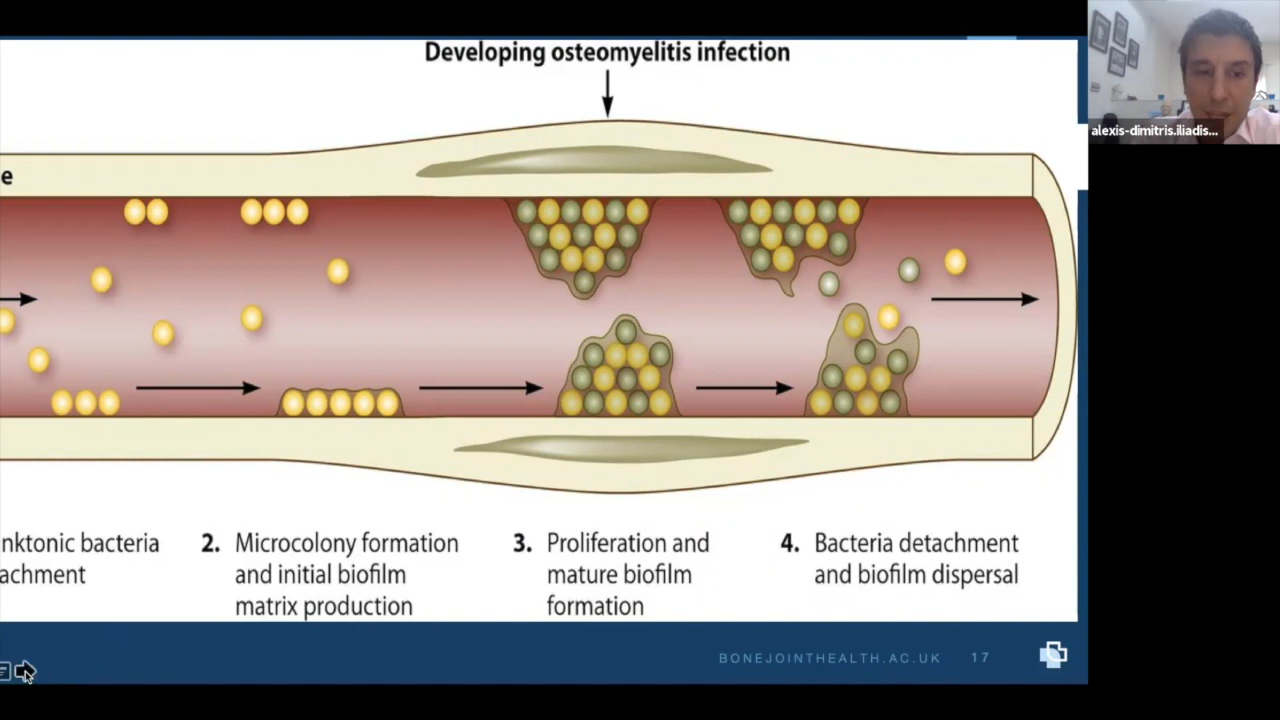 Developing osteomyelitis infection
alexis-dimitris.iliadis...
e
nktonic bacteria
achment
2. Microcolony formation
and initial biofilm
matrix production
3. Proliferation and
mature biofilm
formation
4. Bacteria detachment
and biofilm dispersal
BONEJOINTHEALTH.AC.UK 17